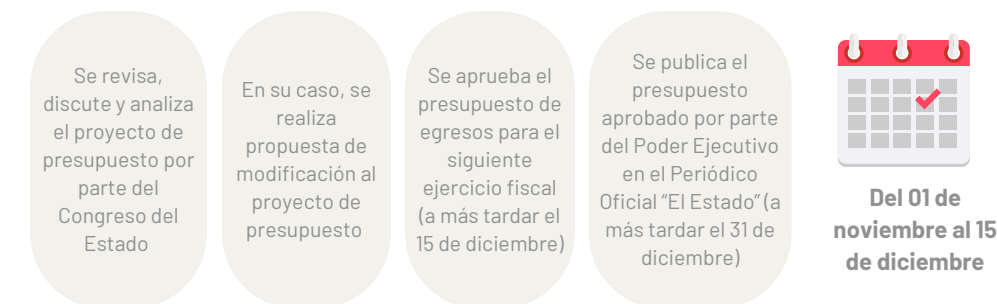 Se revisa,
discute y analiza
el proyecto de
presupuesto por
parte del
Congreso del
Estado
En su caso, se
realiza
propuesta de
modificación al
proyecto de
presupuesto
Se aprueba el
presupuesto de
egresos para el
siguiente
ejercicio fiscal
(a más tardar el
15 de diciembre)
Se publica el
presupuesto
aprobado por parte
del Poder Ejecutivo
en el Periódico
Oficial “El Estado” (a
más tardar el 31 de
diciembre)
Del 01 de
noviembre al 15
de diciembre